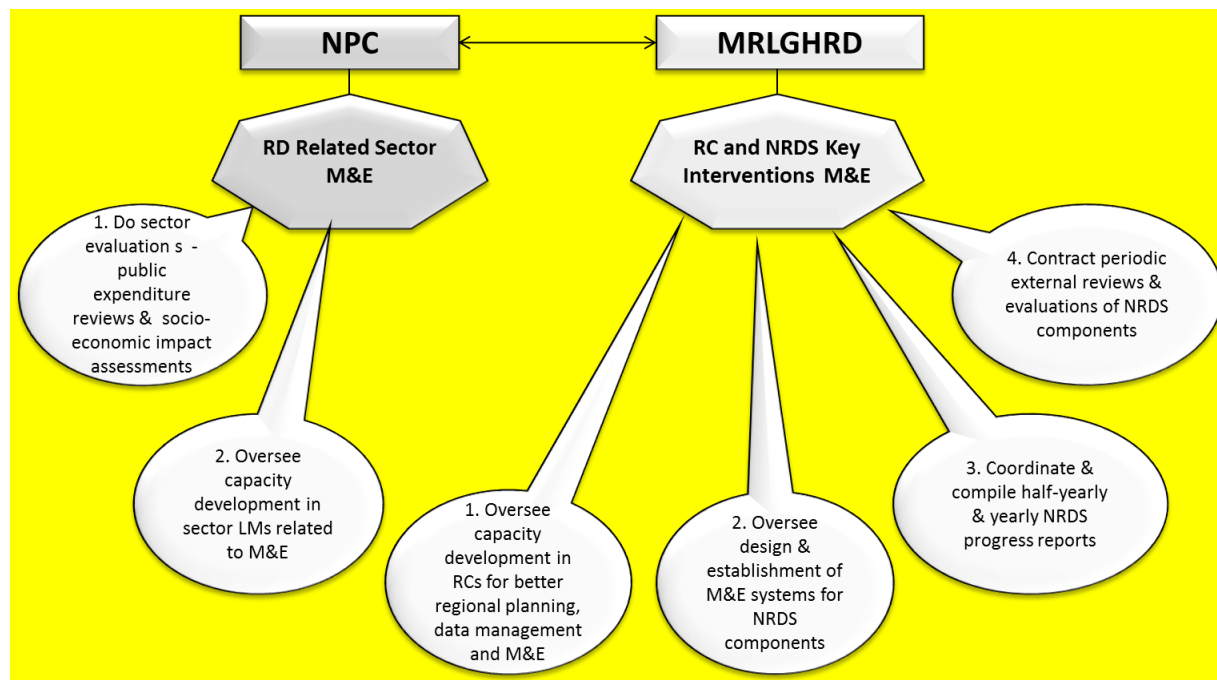 NPC
MRLGHRD
RD Related Sector
M&E
RC and NRDS Key
Interventions M&E
1. Do sector
evaluation s -
public
expenditure
reviews & socio-
economic impact
assessments
2. Oversee
capacity
development in
sector LMs related
to M&E
1. Oversee
capacity
development in
RCs for better
regional planning,
data management
and M&E
2. Oversee
design &
establishment of
M&E systems for
NRDS
components
3. Coordinate &
compile half-yearly
& yearly NRDS
progress reports
4. Contract periodic
external reviews &
evaluations of NRDS
components